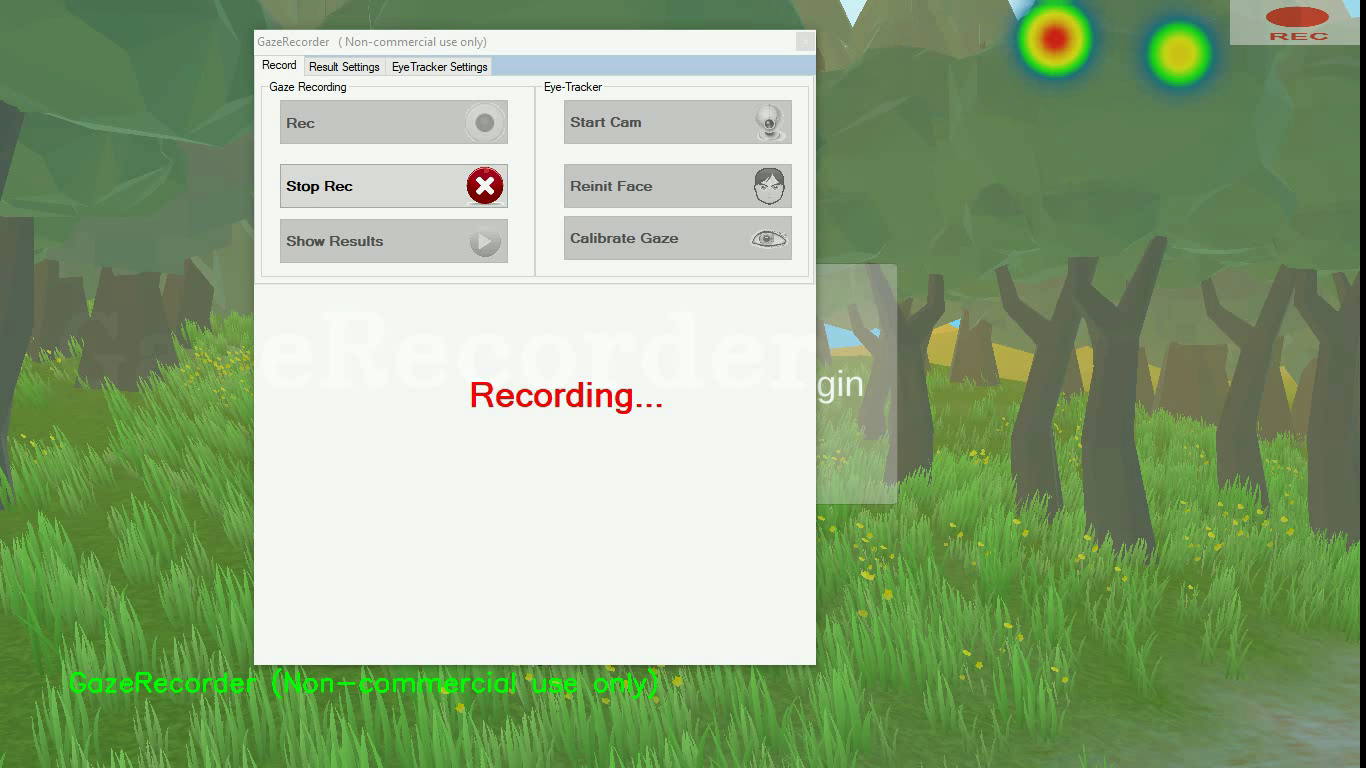 REC
GazeRecorder ( Non-commercial use only)
Record
Result Settings
EyeTracker Settings
Gaze Recording
Eye-Tracker
Rec
Start Cam
Stop Rec
Reinit Face
Show Results
Calibrate Gaze
GazeRecorder
gin
Recording...
GazeRecorder (Non-commercial use only)